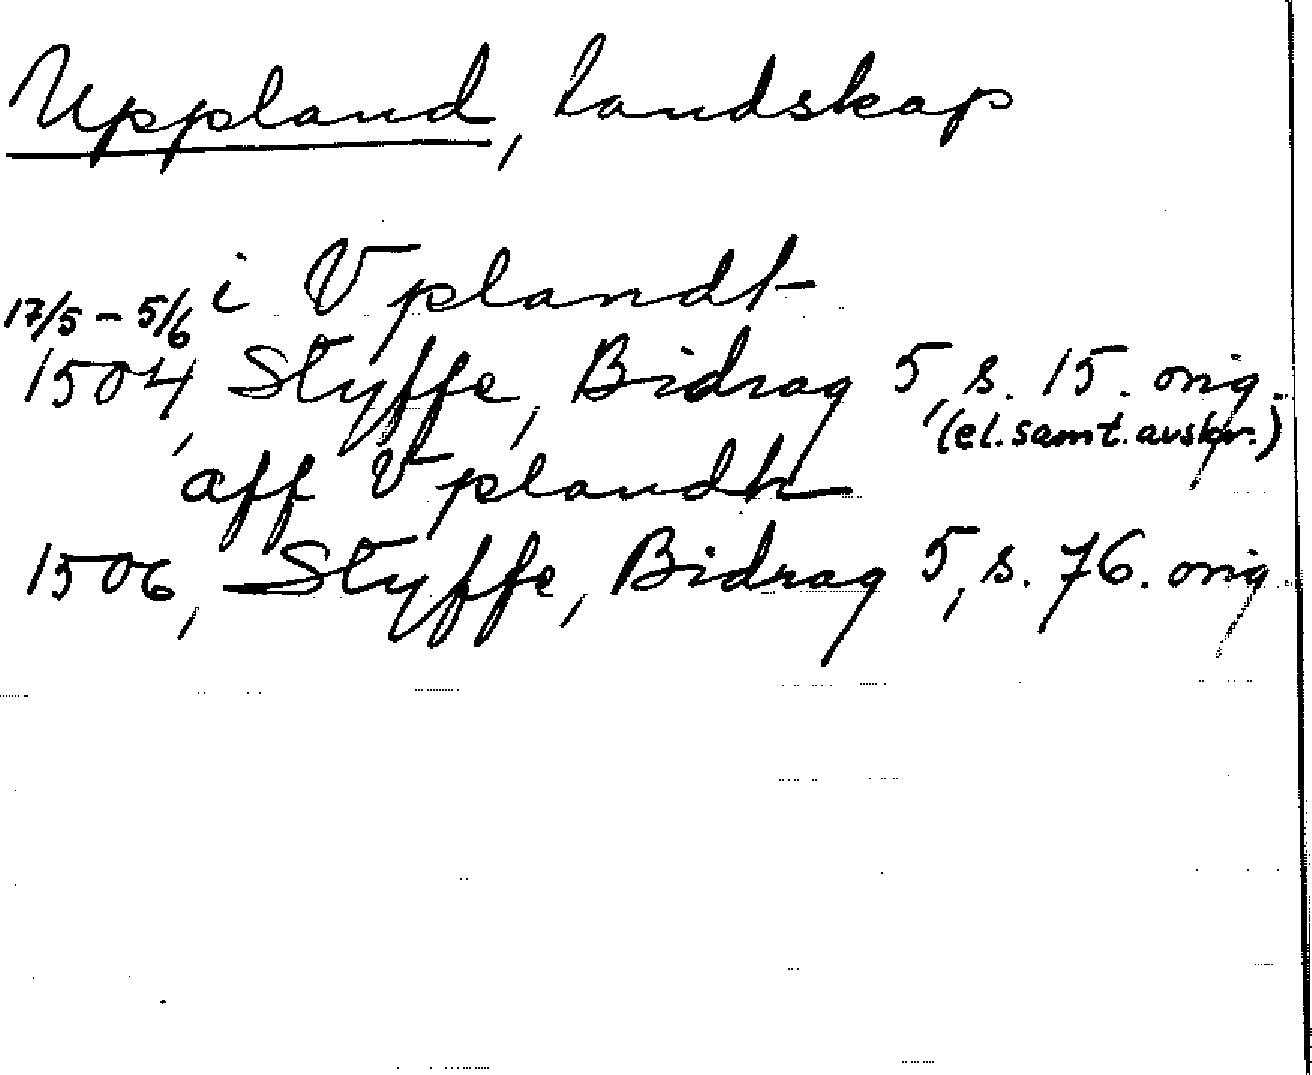 Uppland, landskap
i Vplandt
17/5 - 5/6
1504, Styffe, Bidrag 5, s. 15. orig.
(el. samt. avskr.)
aff Vplandh
1506, Styffe, Bidrag 5, s. 76. orig.